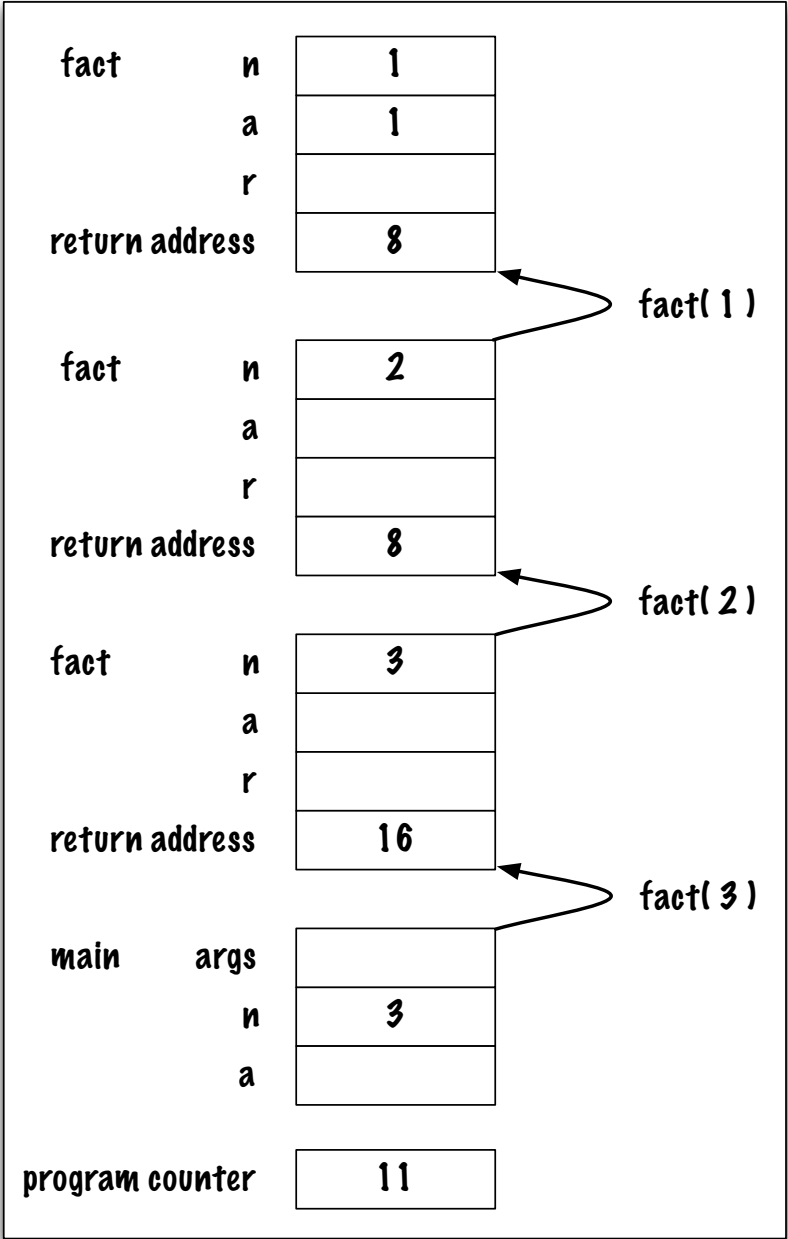 fact n 1
a 1
r
return address 8
fact( 1 )
fact n 2
a
r
return address 8
fact( 2 )
fact n 3
a
r
return address 16
fact( 3 )
main args
n 3
a
program counter 11